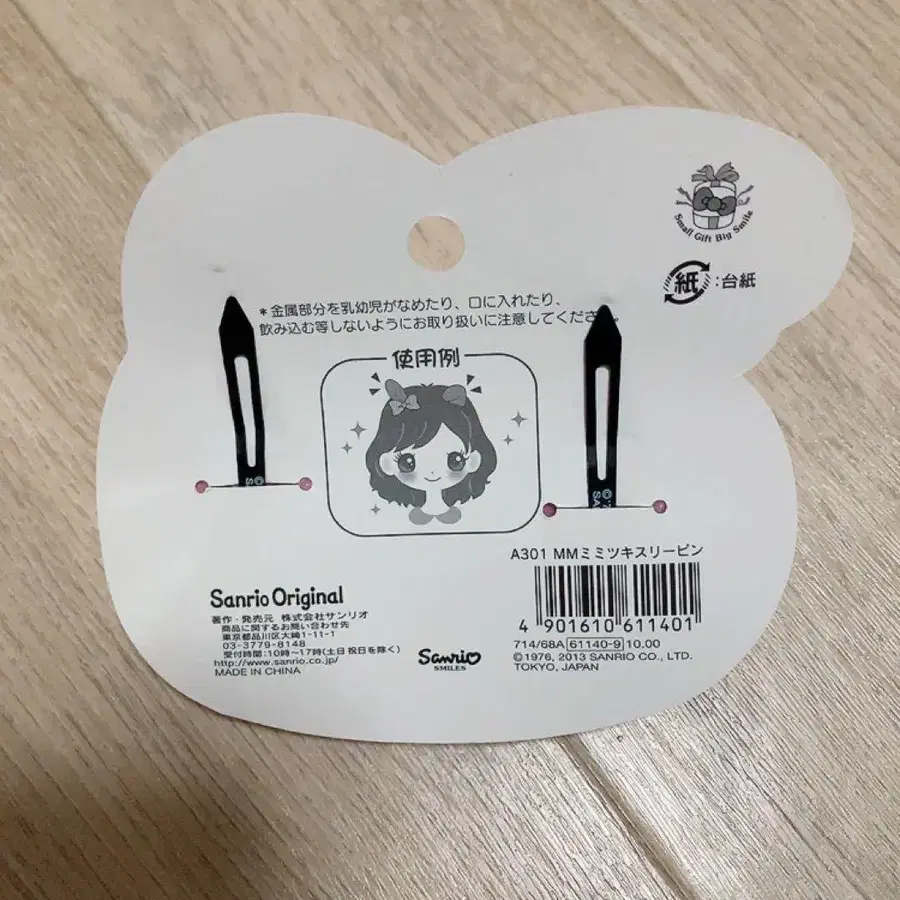 Small Gift Big Smile
紙 :台紙
*金属部分を乳幼児がなめたり、口に入れたり、
飲み込む等しないようにお取り扱いに注意してください。
使用例
A301 MMミミツキスリーピン
4 901610 611401
714/68A 61140-9 10.00
©1976, 2013 SANRIO CO., LTD.
TOKYO, JAPAN
Sanrio Original
著作・発売元 株式会社サンリオ
商品に関するお問い合わせ先
東京都品川区大崎1-11-1
03-3779-8148
受付時間:10時~17時(土日祝日を除く)
http://www.sanrio.co.jp/
MADE IN CHINA
Sanrio
SMILES